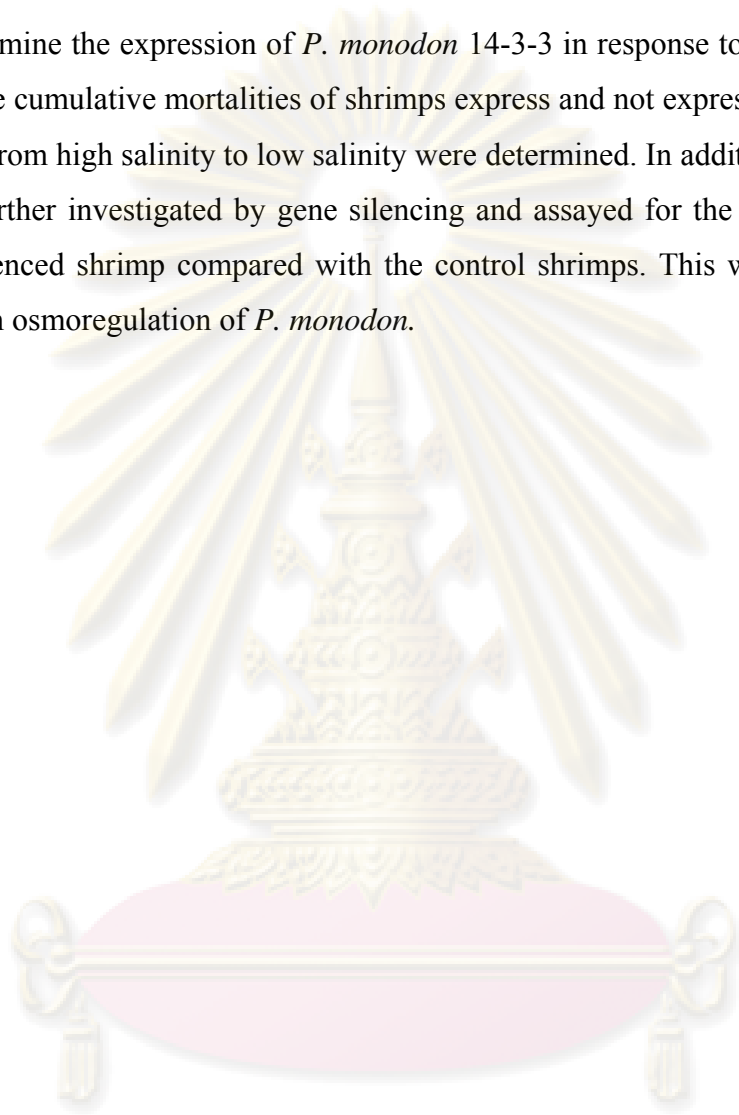 mine the expression of P. monodon 14-3-3 in response to
e cumulative mortalities of shrimps express and not expres
from high salinity to low salinity were determined. In addit
rther investigated by gene silencing and assayed for the
enced shrimp compared with the control shrimps. This w
n osmoregulation of P. monodon.